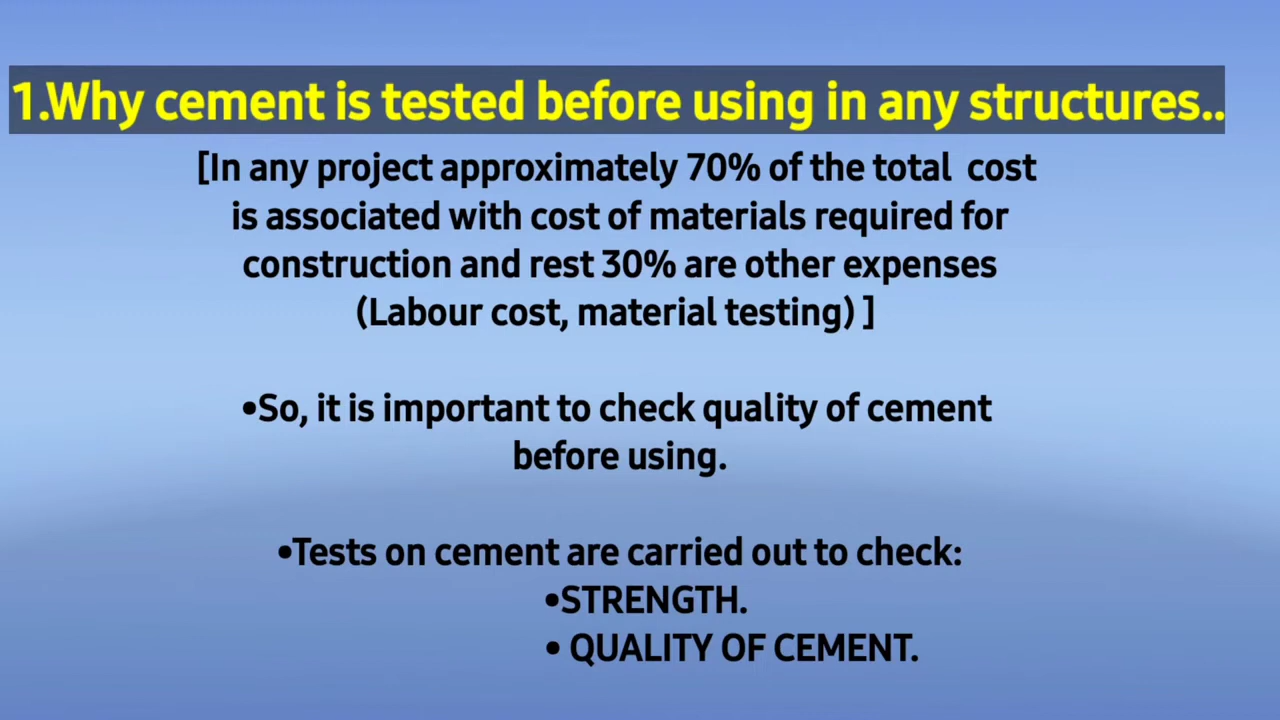 1.Why cement is tested before using in any structures..
[In any project approximately 70% of the total cost
is associated with cost of materials required for
construction and rest 30% are other expenses
(Labour cost, material testing) ]
•So, it is important to check quality of cement
before using.
•Tests on cement are carried out to check:
•STRENGTH.
• QUALITY OF CEMENT.